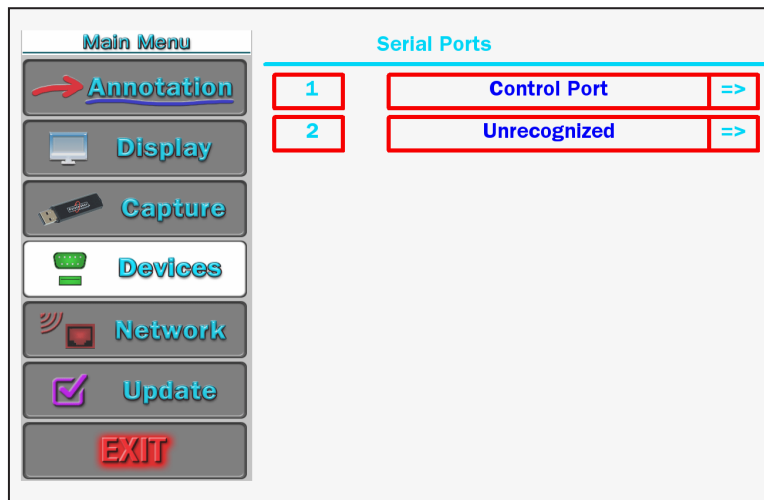 Main Menu
Annotation
Display
Capture
Devices
Network
Update
EXIT
Serial Ports
1 Control Port =>
2 Unrecognized =>